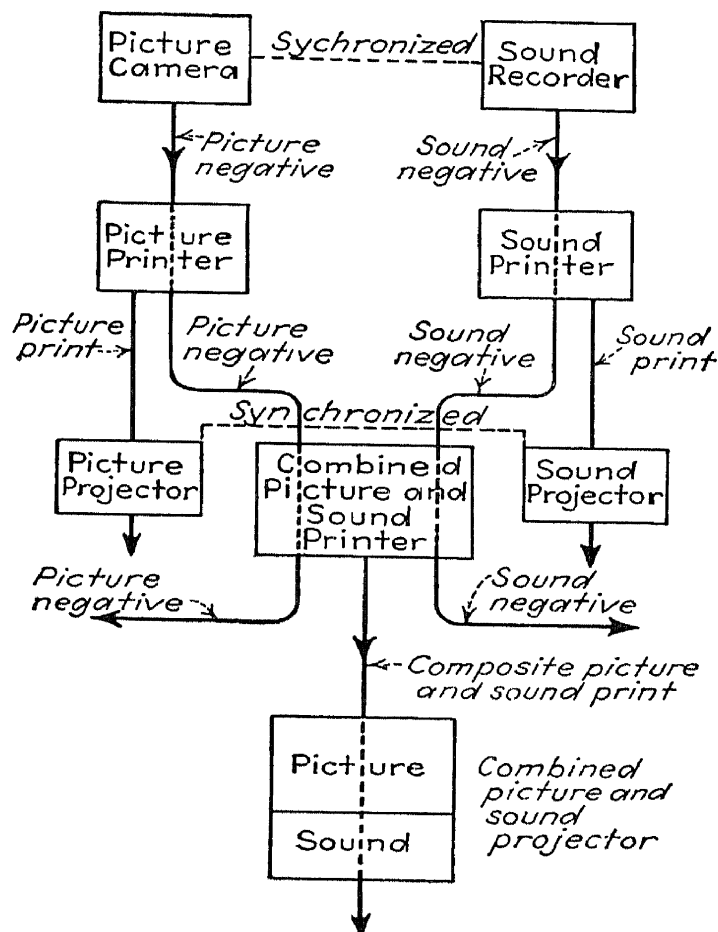 Picture
Camera
Sychronized
Sound
Recorder
Picture
negative
Sound
negative
Picture
Printer
Sound
Printer
Picture
print
Picture
negative
Sound
negative
Sound
print
Synchronized
Picture
Projector
Combined
Picture and
Sound
Printer
Sound
Projector
Picture
negative
Sound
negative
Composite picture
and sound print
Picture
Sound
Combined
picture and
sound
projector